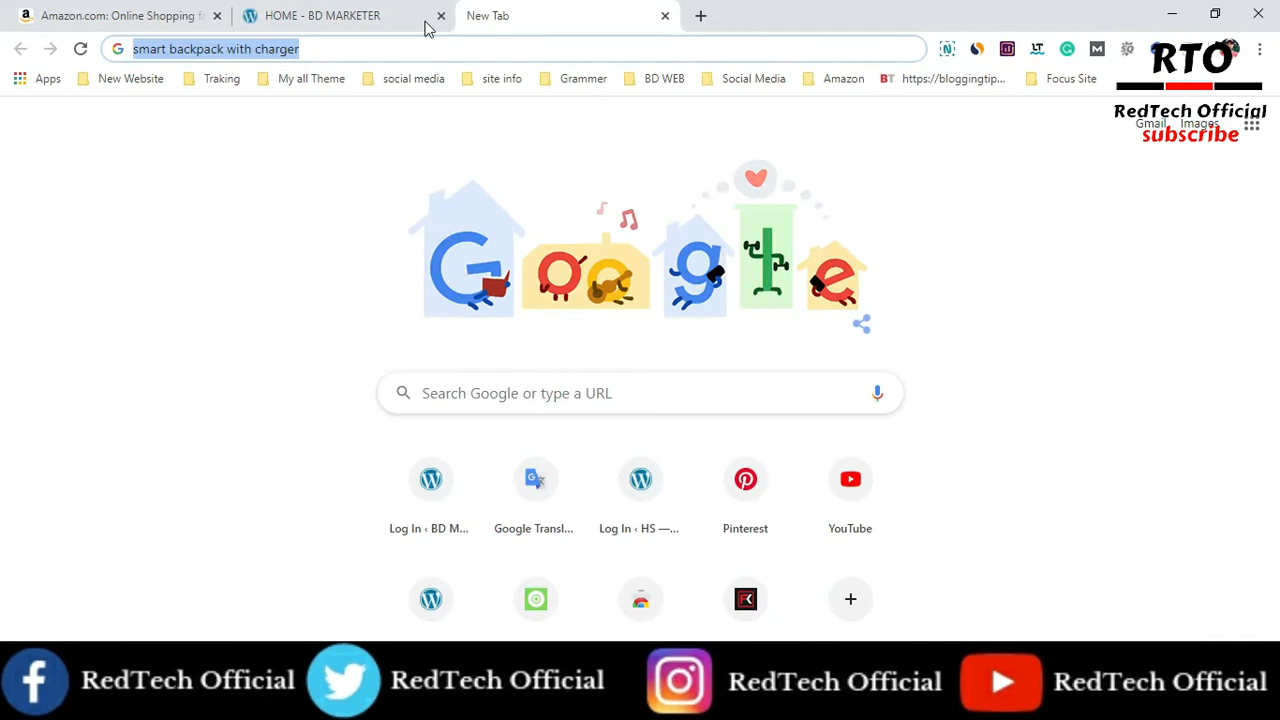 Amazon.com: Online Shopping fo
HOME - BD MARKETER
New Tab
smart backpack with charger
Apps
New Website
Traking
My all Theme
social media
site info
Grammer
BD WEB
Social Media
Amazon
BT https://bloggingtip...
Focus Site
RTO
RedTech Official
subscribe
Gmail Images
Google
Search Google or type a URL
Log In ‹ BD M...
Google Transl...
Log In ‹ HS —...
Pinterest
YouTube
RedTech Official
RedTech Official
RedTech Official
RedTech Official